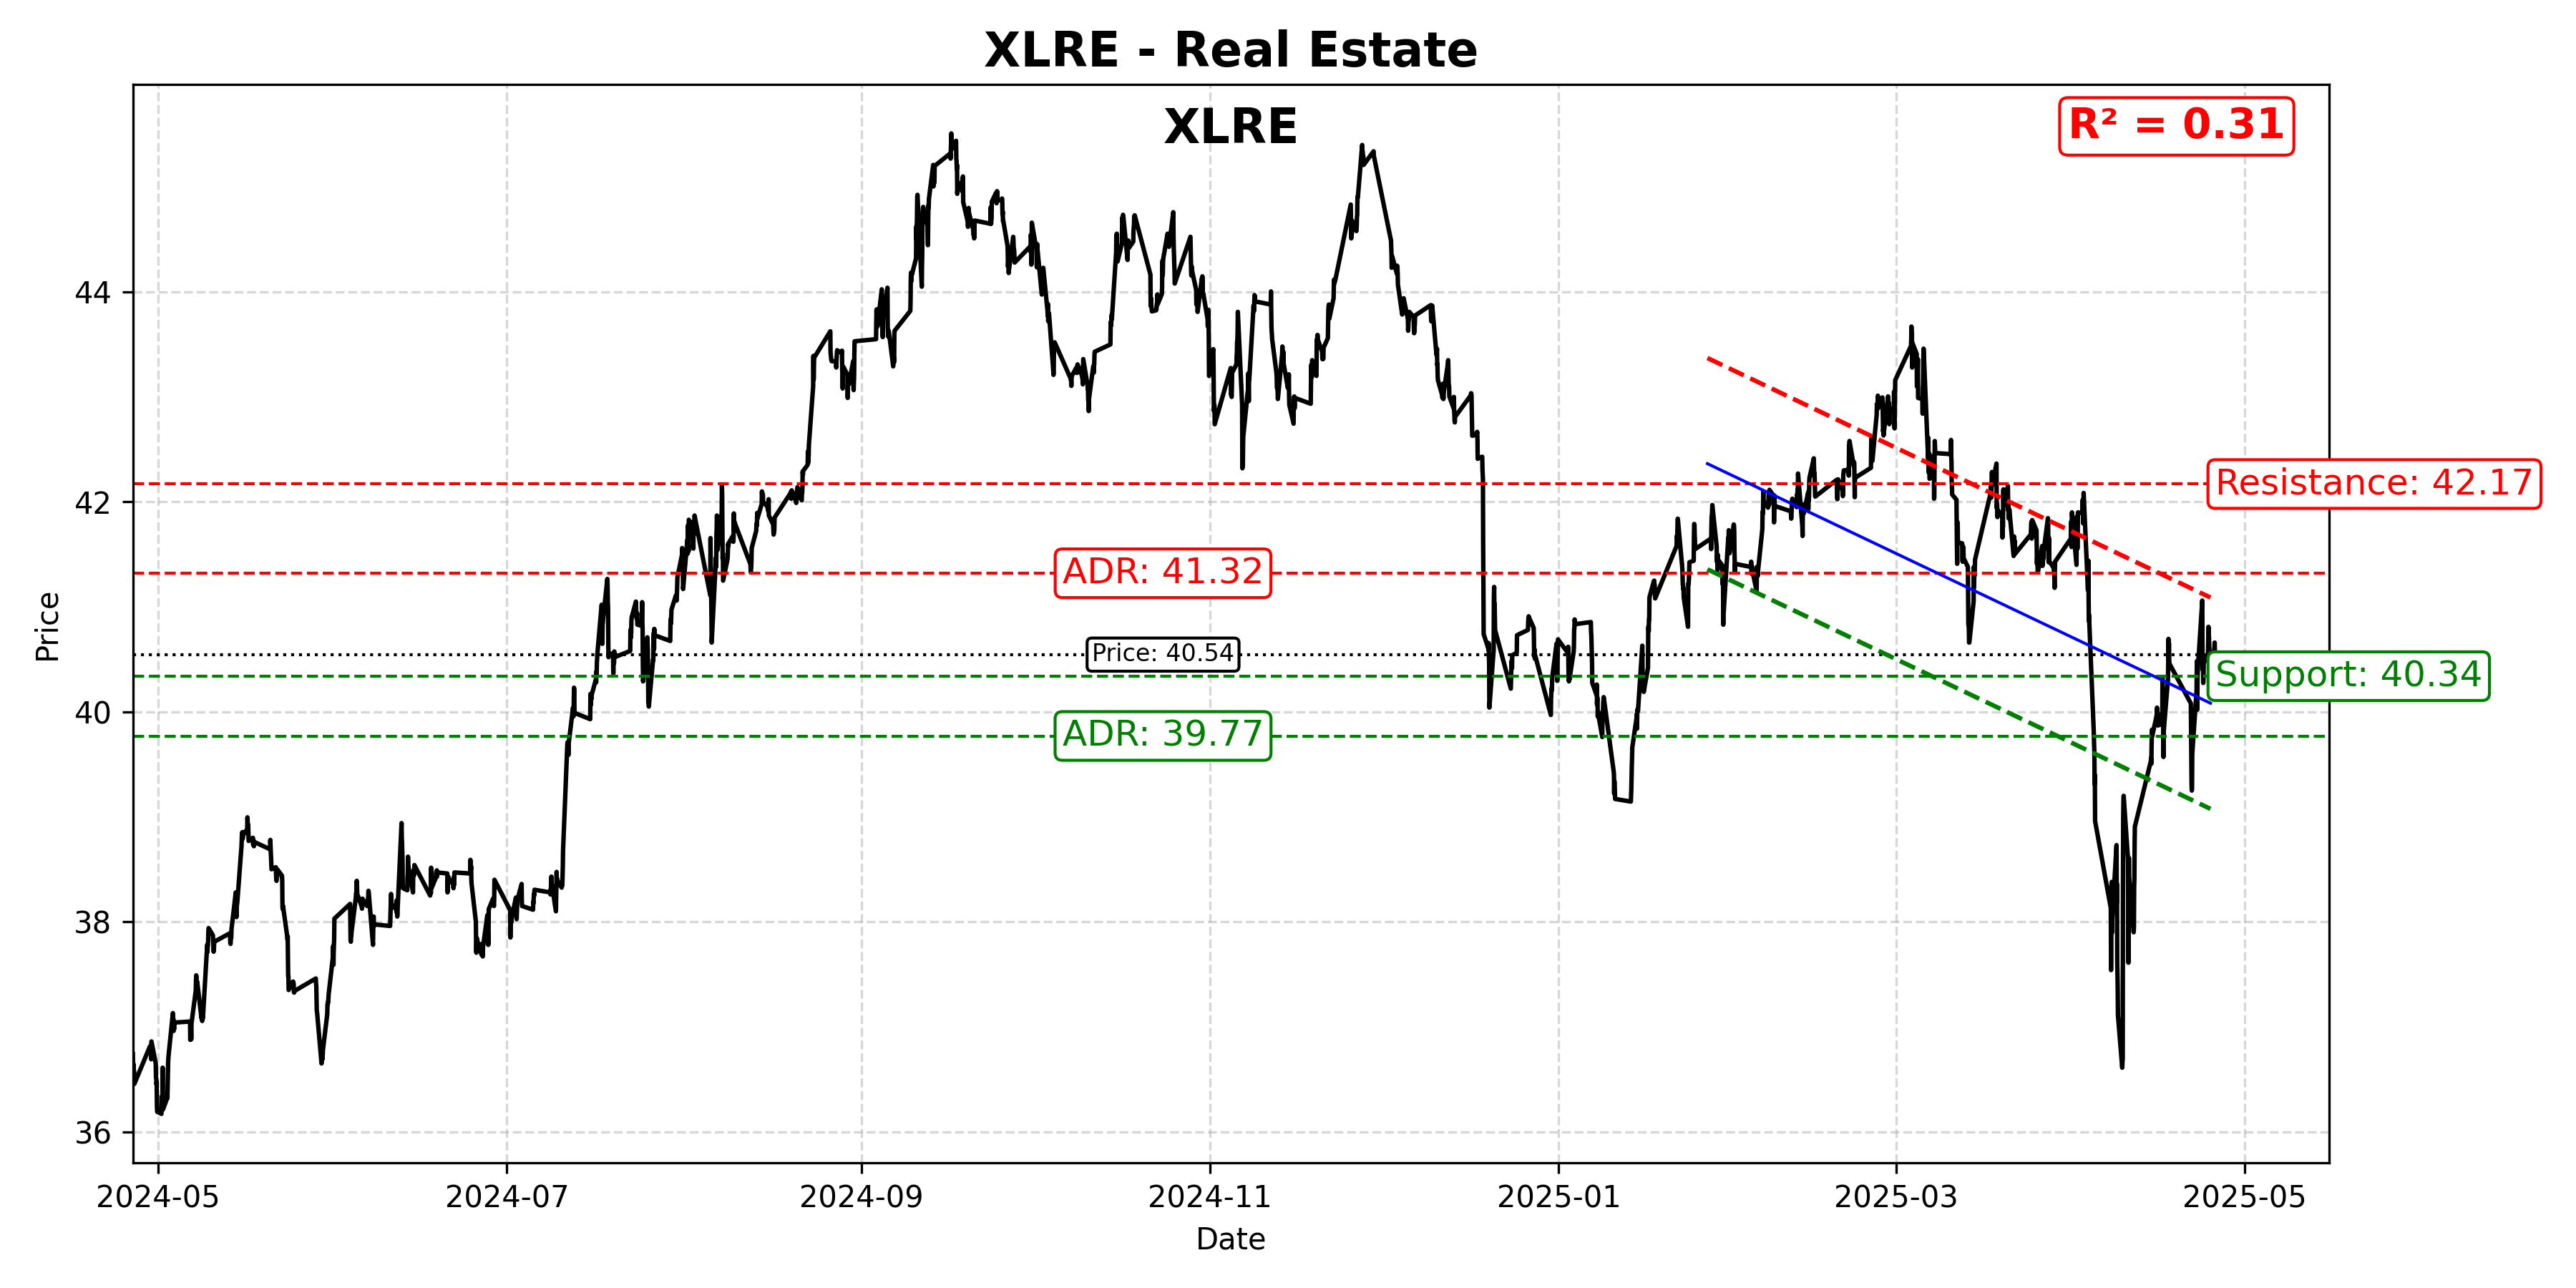 XLRE - Real Estate
XLRE
R² = 0.31
44
42
40
38
36
Price
Resistance: 42.17
ADR: 41.32
Price: 40.54
Support: 40.34
ADR: 39.77
2024-05
2024-07
2024-09
2024-11
2025-01
2025-03
2025-05
Date